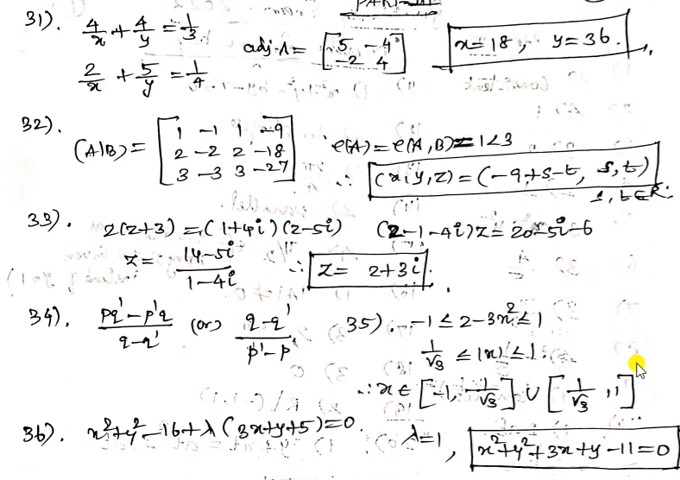 PART-III
31). 4/x + 4/y = 1/3
adj·A = [5 -4; -2 4]
x = 18, y = 36.
2/x + 5/y = 1/4
32). (A|B) = [1 -1 1 -9; 2 -2 2 -18; 3 -3 3 -27]
ρ(A) = ρ(A,B) = 1 < 3
∴ (x,y,z) = (-9+s-t, s,t)
s,t∈R.
33). z(z+3) = (1+4i)(z-5i) (z-1-4i)z = 20-5i-6
z = (14-5i)/(1-4i) ∴ z = 2+3i.
34). (pq'-p'q)/(q-q') (or) (q-q')/(p'-p)
35). -1 ≤ 2-3x² ≤ 1
1/√3 ≤ |x| ≤ 1.
∴ x∈ [-1, -1/√3] ∪ [1/√3, 1]
36). x²+y²-16+λ(3x+y+5)=0. λ=1, x²+y²+3x+y-11=0